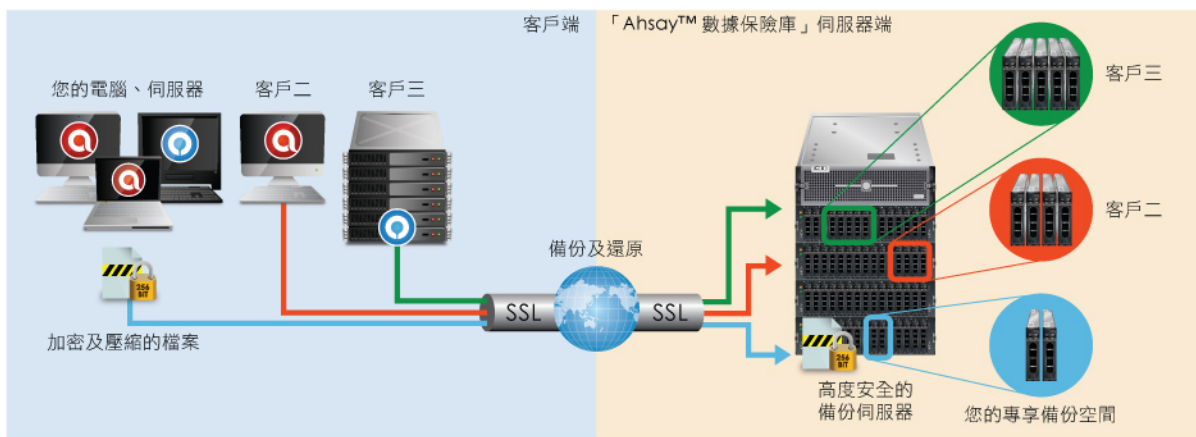 客戶端
「Ahsay™ 數據保險庫」伺服器端
您的電腦、伺服器
客戶二
客戶三
256
BIT
加密及壓縮的檔案
備份及還原
SSL
SSL
256
BIT
高度安全的
備份伺服器
客戶三
客戶二
您的專享備份空間